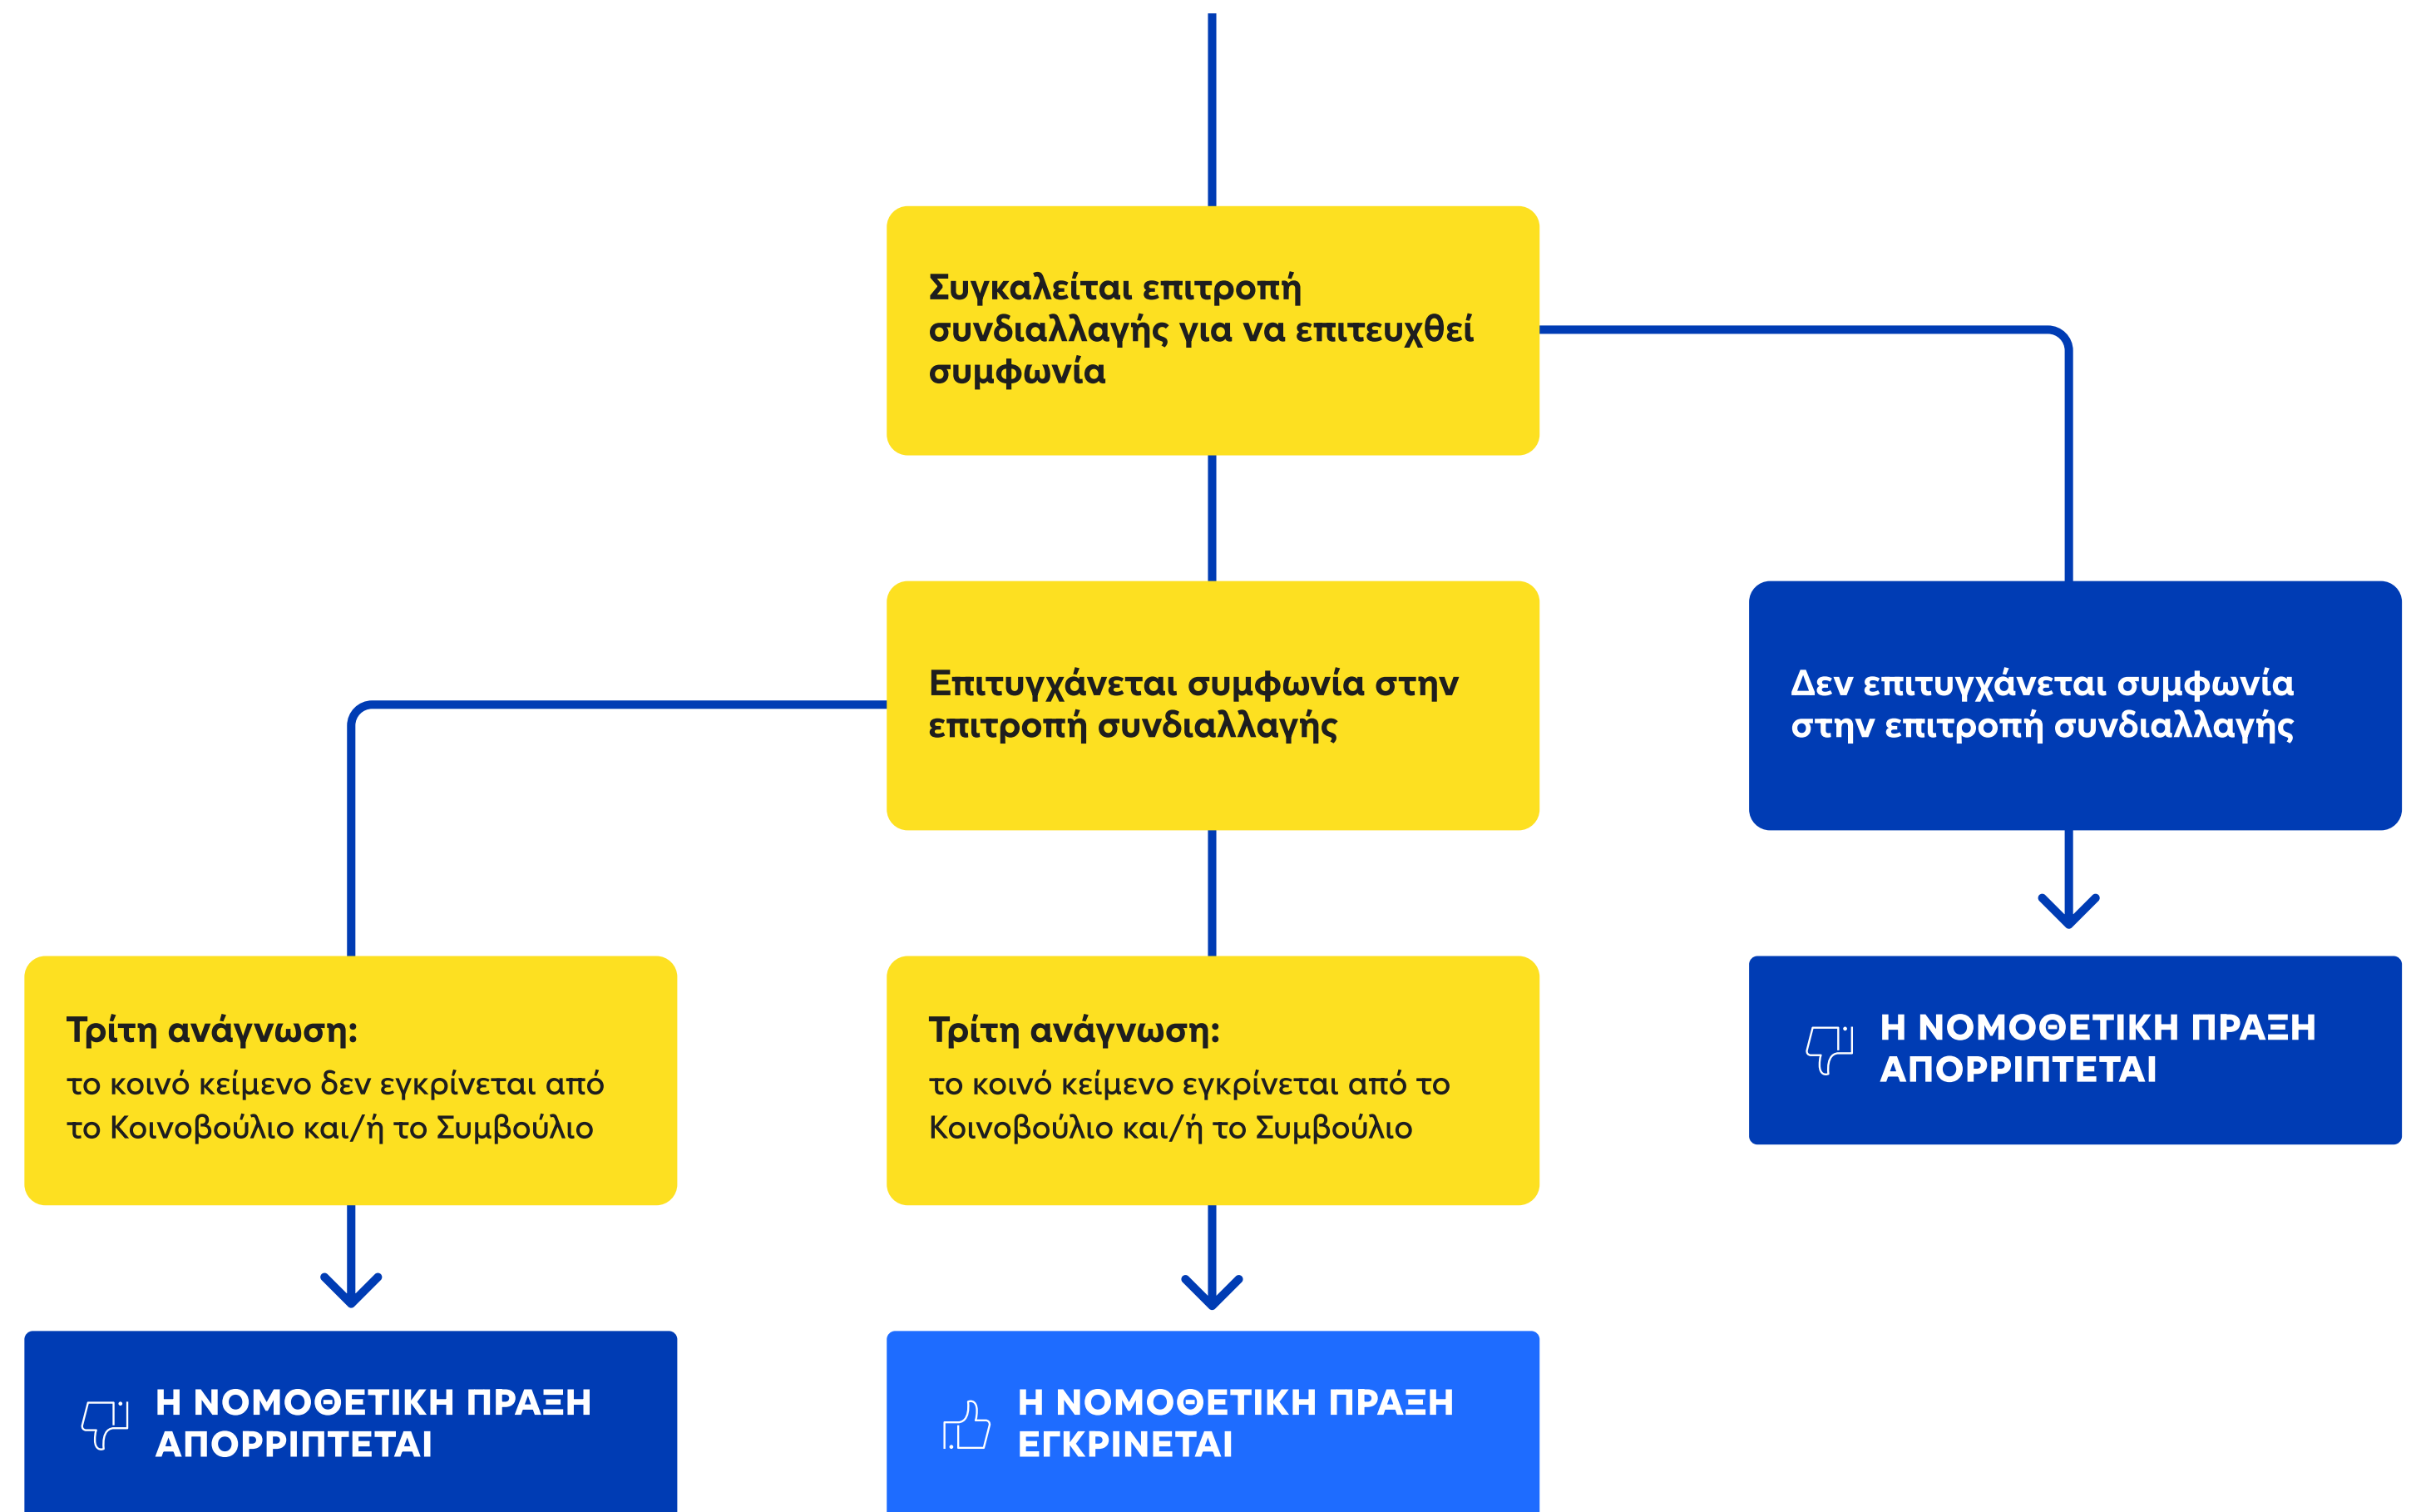 Συγκαλείται επιτροπή
συνδιαλλαγής για να επιτευχθεί
συμφωνία
Επιτυγχάνεται συμφωνία στην
επιτροπή συνδιαλλαγής
Δεν επιτυγχάνεται συμφωνία
στην επιτροπή συνδιαλλαγής
Τρίτη ανάγνωση:
το κοινό κείμενο δεν εγκρίνεται από
το Κοινοβούλιο και/ή το Συμβούλιο
Τρίτη ανάγνωση:
το κοινό κείμενο εγκρίνεται από το
Κοινοβούλιο και/ή το Συμβούλιο
Η ΝΟΜΟΘΕΤΙΚΗ ΠΡΑΞΗ
ΑΠΟΡΡΙΠΤΕΤΑΙ
Η ΝΟΜΟΘΕΤΙΚΗ ΠΡΑΞΗ
ΑΠΟΡΡΙΠΤΕΤΑΙ
Η ΝΟΜΟΘΕΤΙΚΗ ΠΡΑΞΗ
ΕΓΚΡΙΝΕΤΑΙ